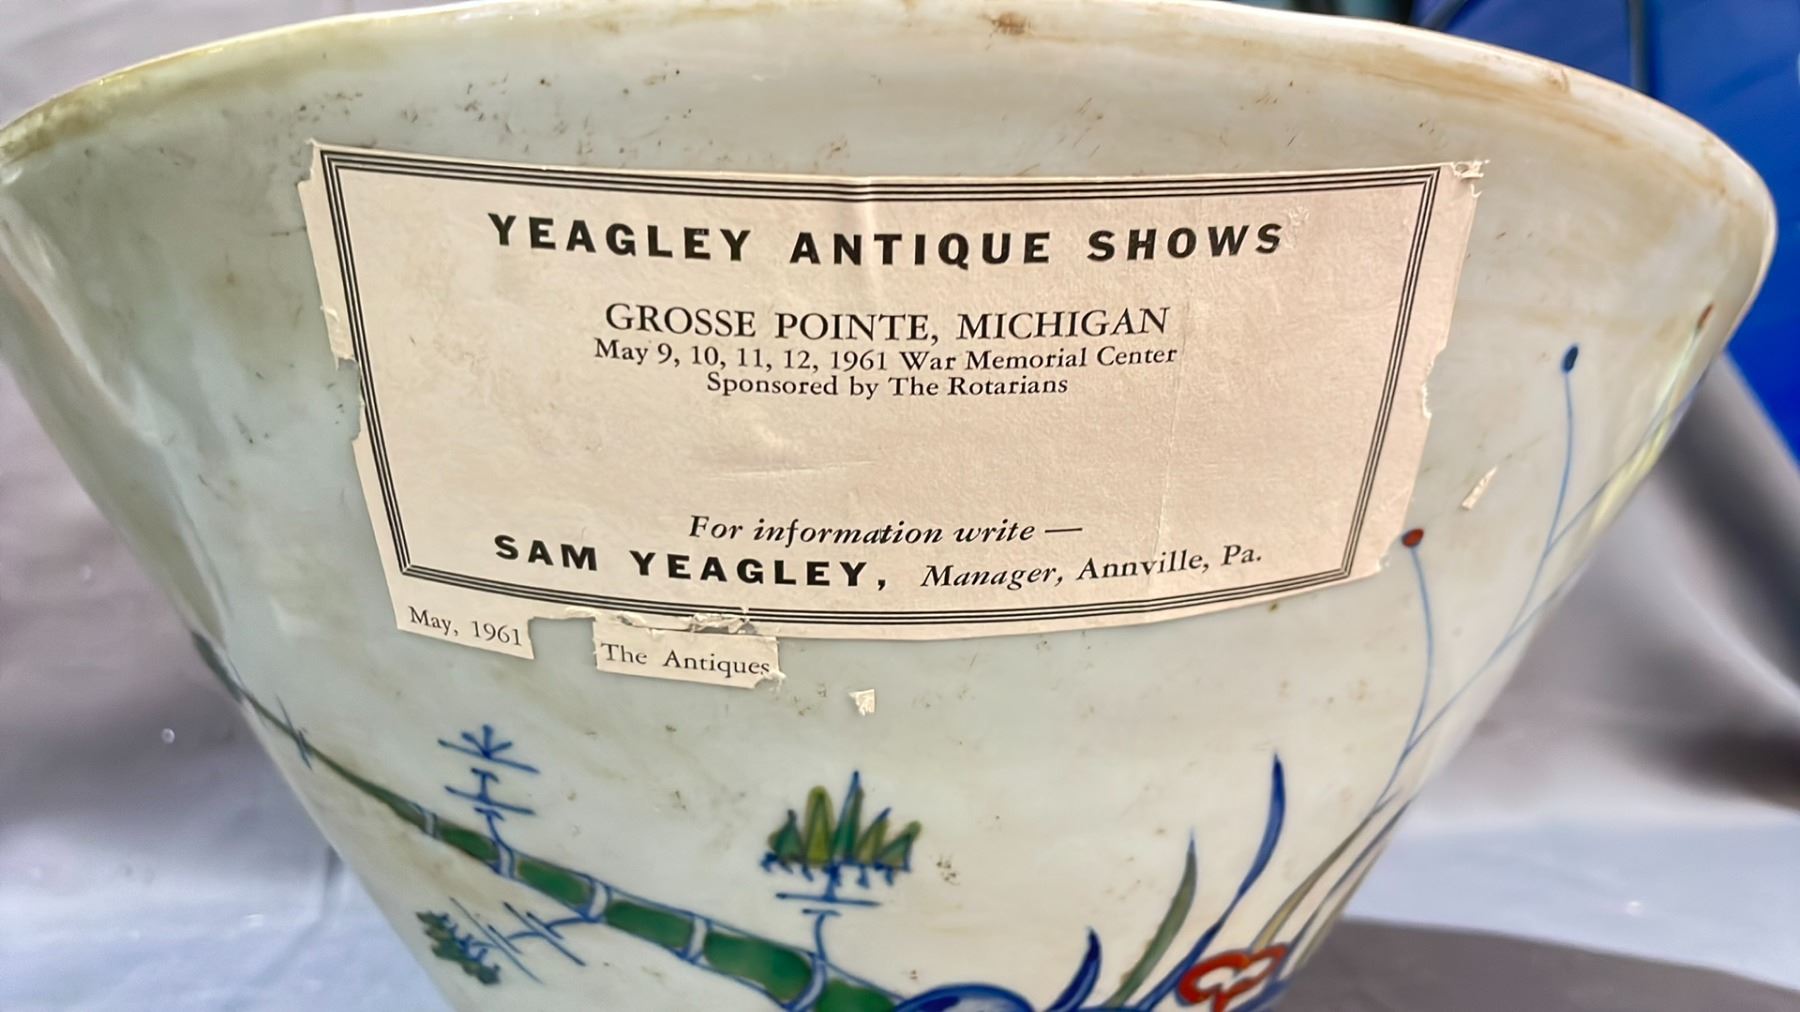 YEAGLEY ANTIQUE SHOWS
GROSSE POINTE, MICHIGAN
May 9, 10, 11, 12, 1961 War Memorial Center
Sponsored by The Rotarians
For information write —
SAM YEAGLEY, Manager, Annville, Pa.
May, 1961
The Antiques